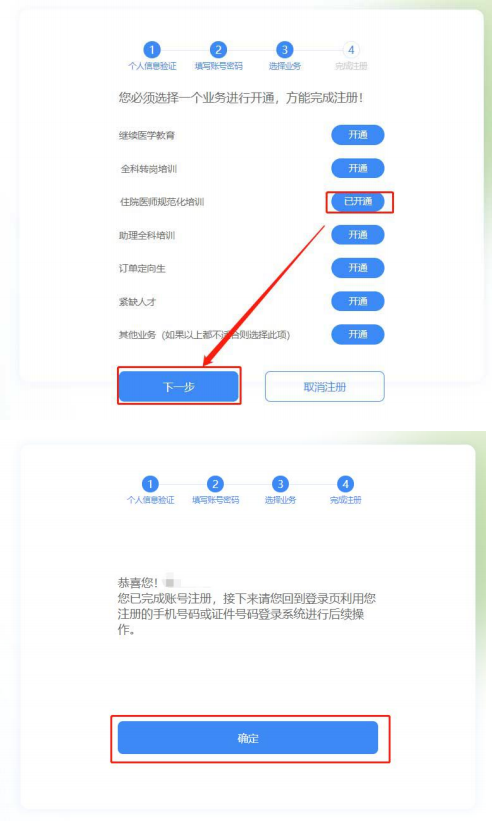 1 2 3 4
个人信息验证 填写账号密码 选择业务 完成注册
您必须选择一个业务进行开通，方能完成注册！
继续医学教育 开通
全科转岗培训 开通
住院医师规范化培训 已开通
助理全科培训 开通
订单定向生 开通
紧缺人才 开通
其他业务（如果以上都不适合则选择此项） 开通
下一步 取消注册
1 2 3 4
个人信息验证 填写账号密码 选择业务 完成注册
恭喜您！
您已完成账号注册，接下来请您回到登录页利用您
注册的手机号码或证件号码登录系统进行后续操
作。
确定